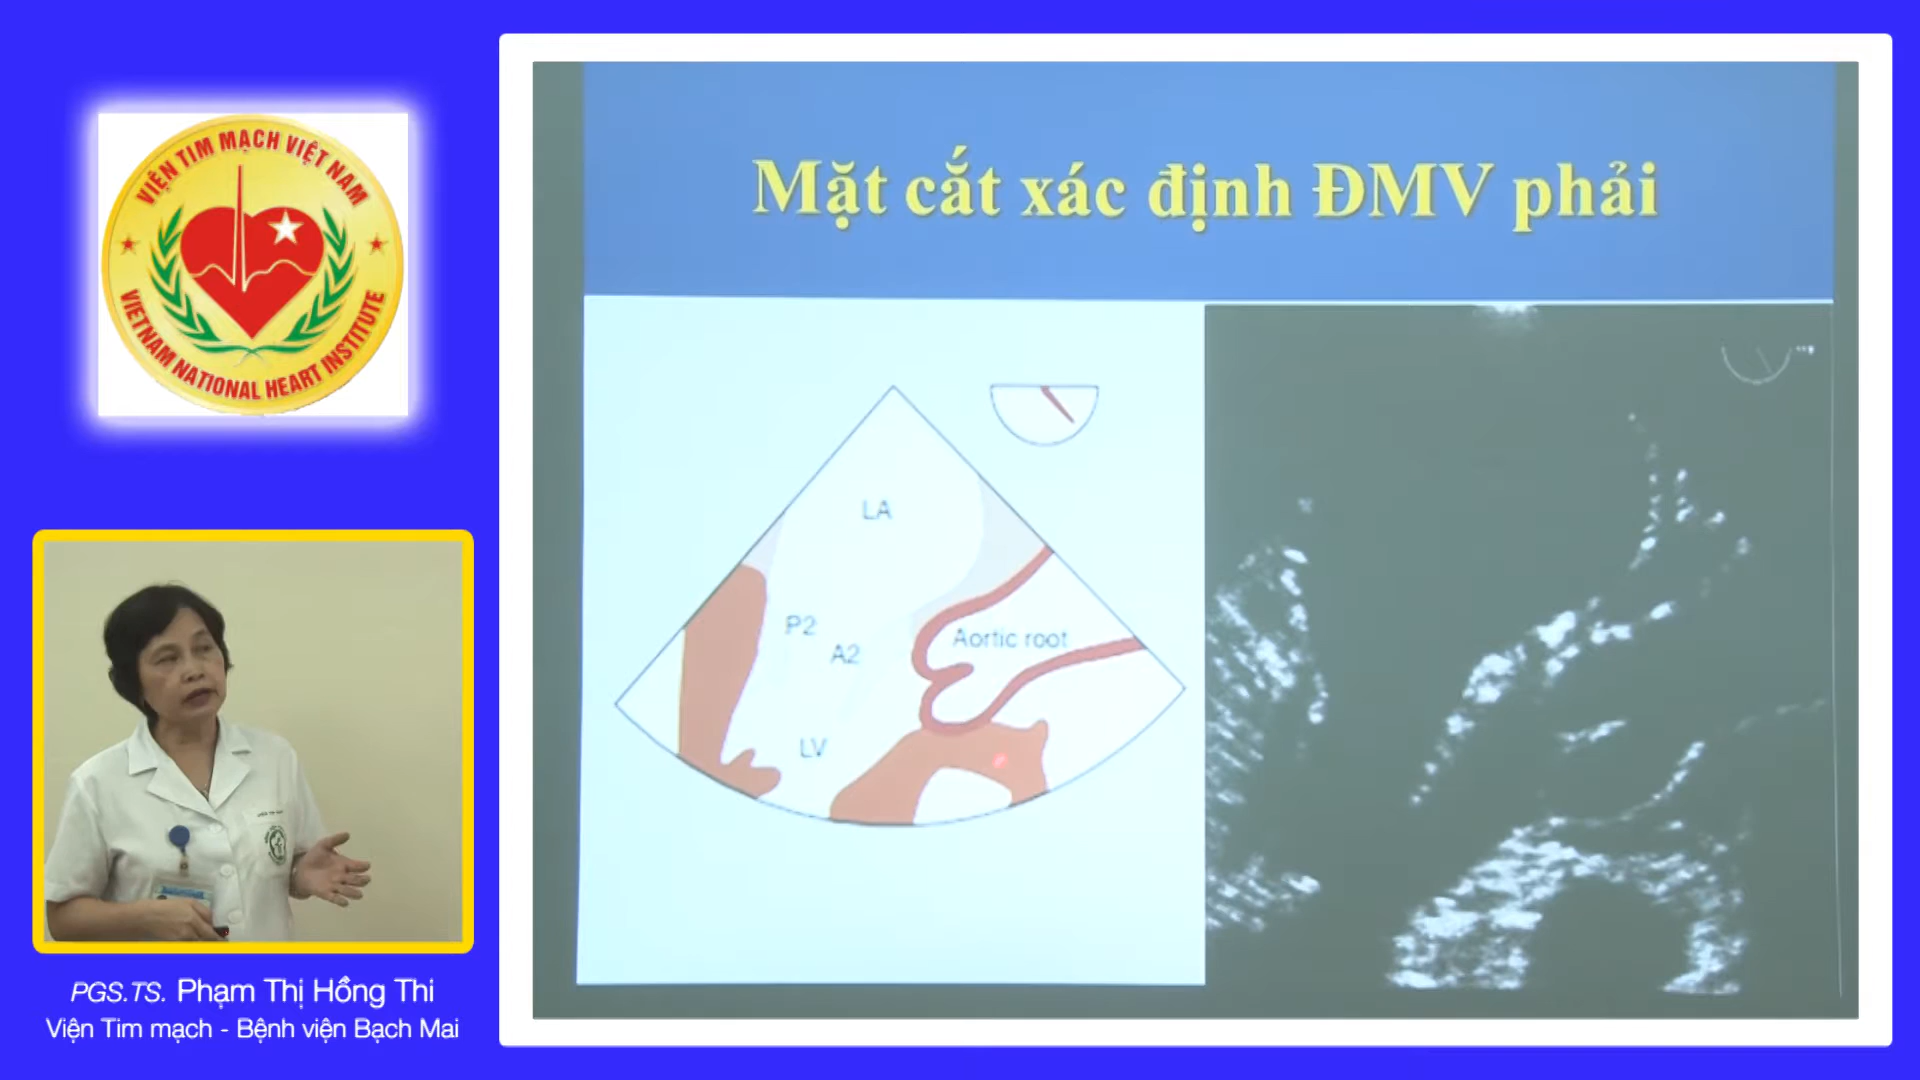 VIỆN TIM MẠCH VIỆT NAM
VIETNAM NATIONAL HEART INSTITUTE
Mặt cắt xác định ĐMV phải
LA
P2
A2
Aortic root
LV
PGS.TS. Phạm Thị Hồng Thi
Viện Tim mạch - Bệnh viện Bạch Mai